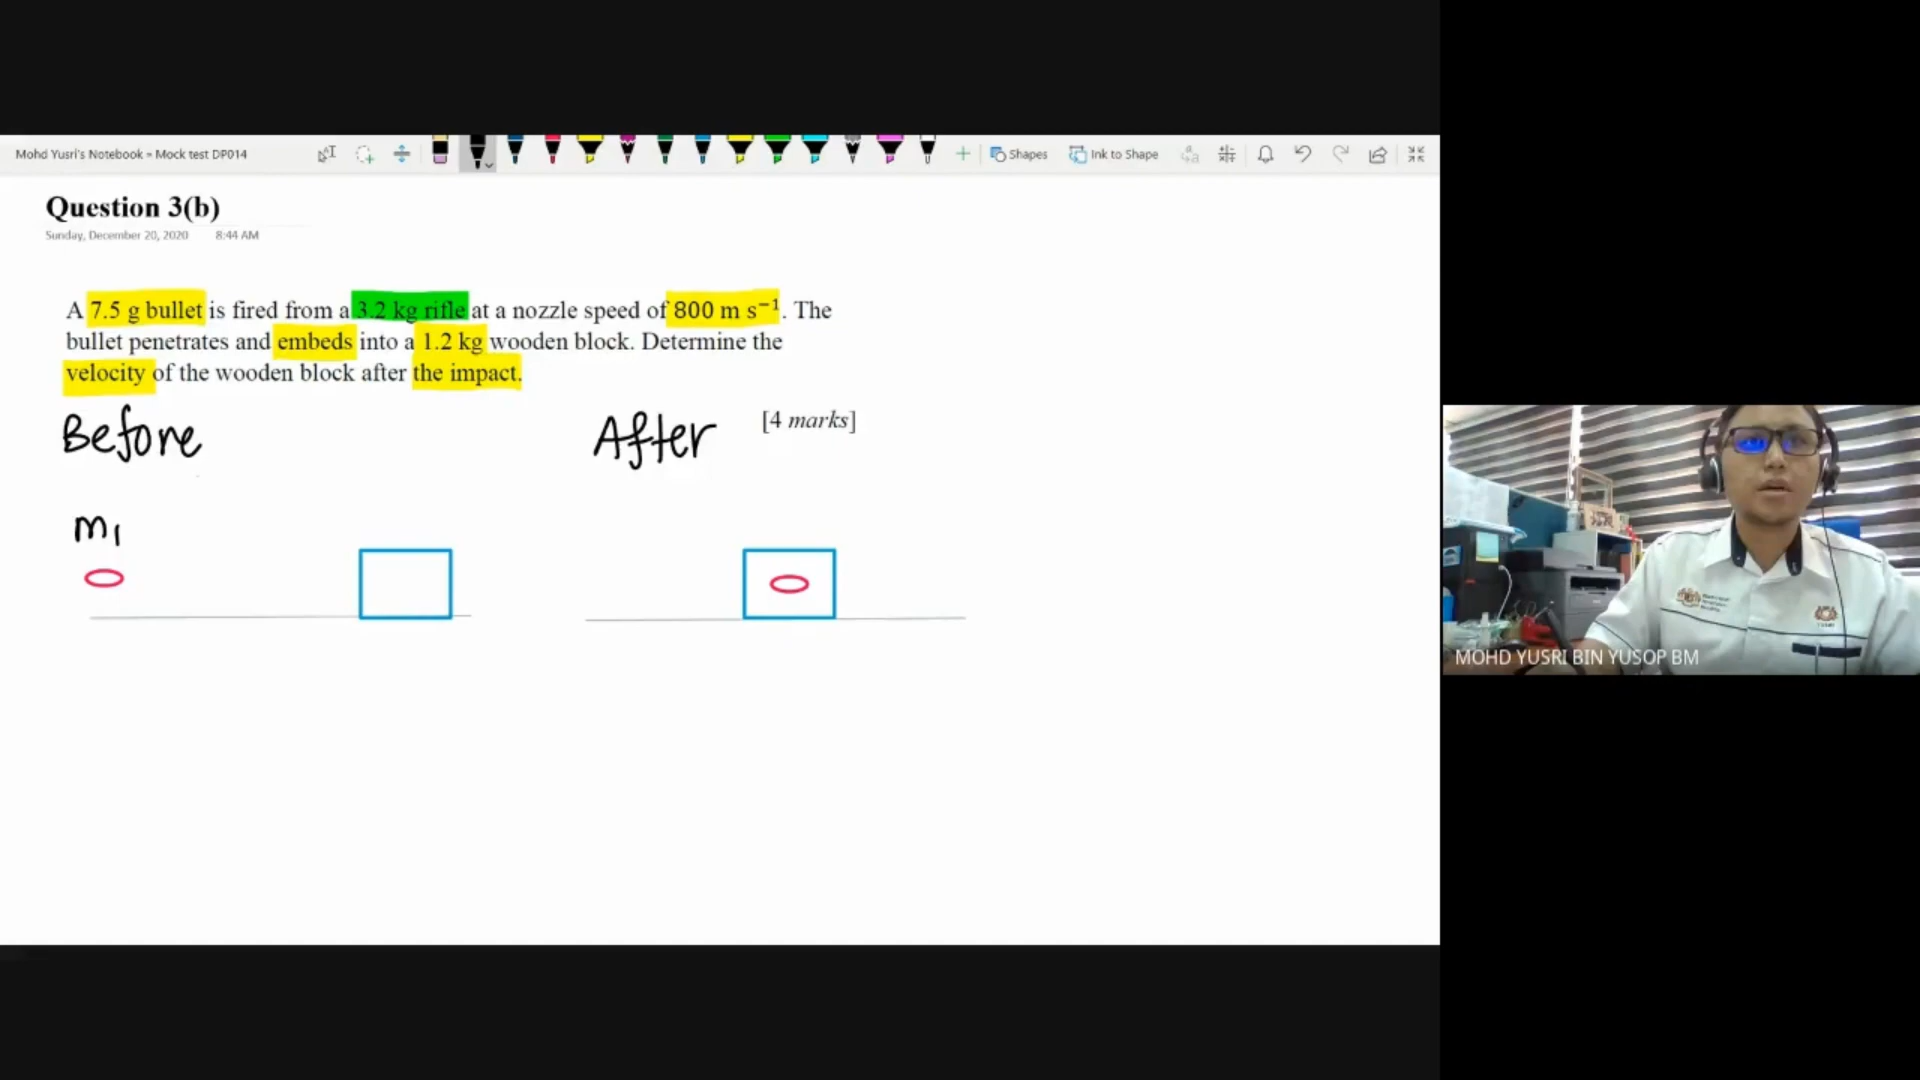 Mohd Yusri's Notebook » Mock test DP014
Shapes
Ink to Shape
Question 3(b)
Sunday, December 20, 2020 8:44 AM
A 7.5 g bullet is fired from a 3.2 kg rifle at a nozzle speed of 800 m s⁻¹. The
bullet penetrates and embeds into a 1.2 kg wooden block. Determine the
velocity of the wooden block after the impact.
[4 marks]
Before
After
m₁
MOHD YUSRI BIN YUSOP BM